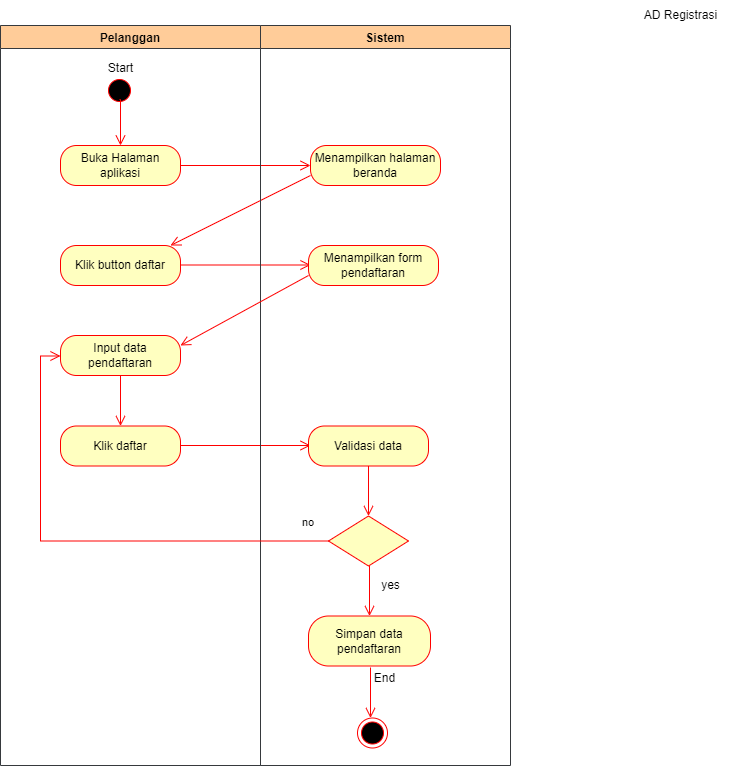 AD Registrasi
Pelanggan
Sistem
Start
Buka Halaman
aplikasi
Menampilkan halaman
beranda
Klik button daftar
Menampilkan form
pendaftaran
Input data
pendaftaran
Klik daftar
Validasi data
no
yes
Simpan data
pendaftaran
End